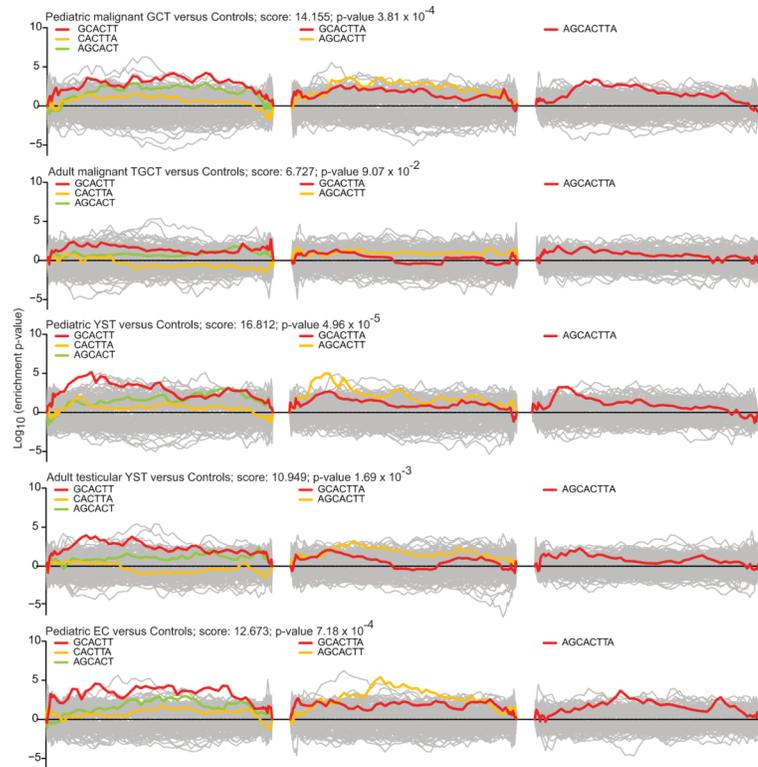 Pediatric malignant GCT versus Controls; score: 14.155; p-value 3.81 x 10-4
10
GCACTT
GCACTTA
AGCACTTA
CACTTA
AGCACTT
AGCACT
5
0
−5
Adult malignant TGCT versus Controls; score: 6.727; p-value 9.07 x 10-2
10
GCACTT
GCACTTA
AGCACTTA
CACTTA
AGCACTT
AGCACT
5
0
−5
Pediatric YST versus Controls; score: 16.812; p-value 4.96 x 10-5
10
GCACTT
GCACTTA
AGCACTTA
CACTTA
AGCACTT
AGCACT
5
0
−5
Log10 (enrichment p-value)
Adult testicular YST versus Controls; score: 10.949; p-value 1.69 x 10-3
10
GCACTT
GCACTTA
AGCACTTA
CACTTA
AGCACTT
AGCACT
5
0
−5
Pediatric EC versus Controls; score: 12.673; p-value 7.18 x 10-4
10
GCACTT
GCACTTA
AGCACTTA
CACTTA
AGCACTT
AGCACT
5
0
−5